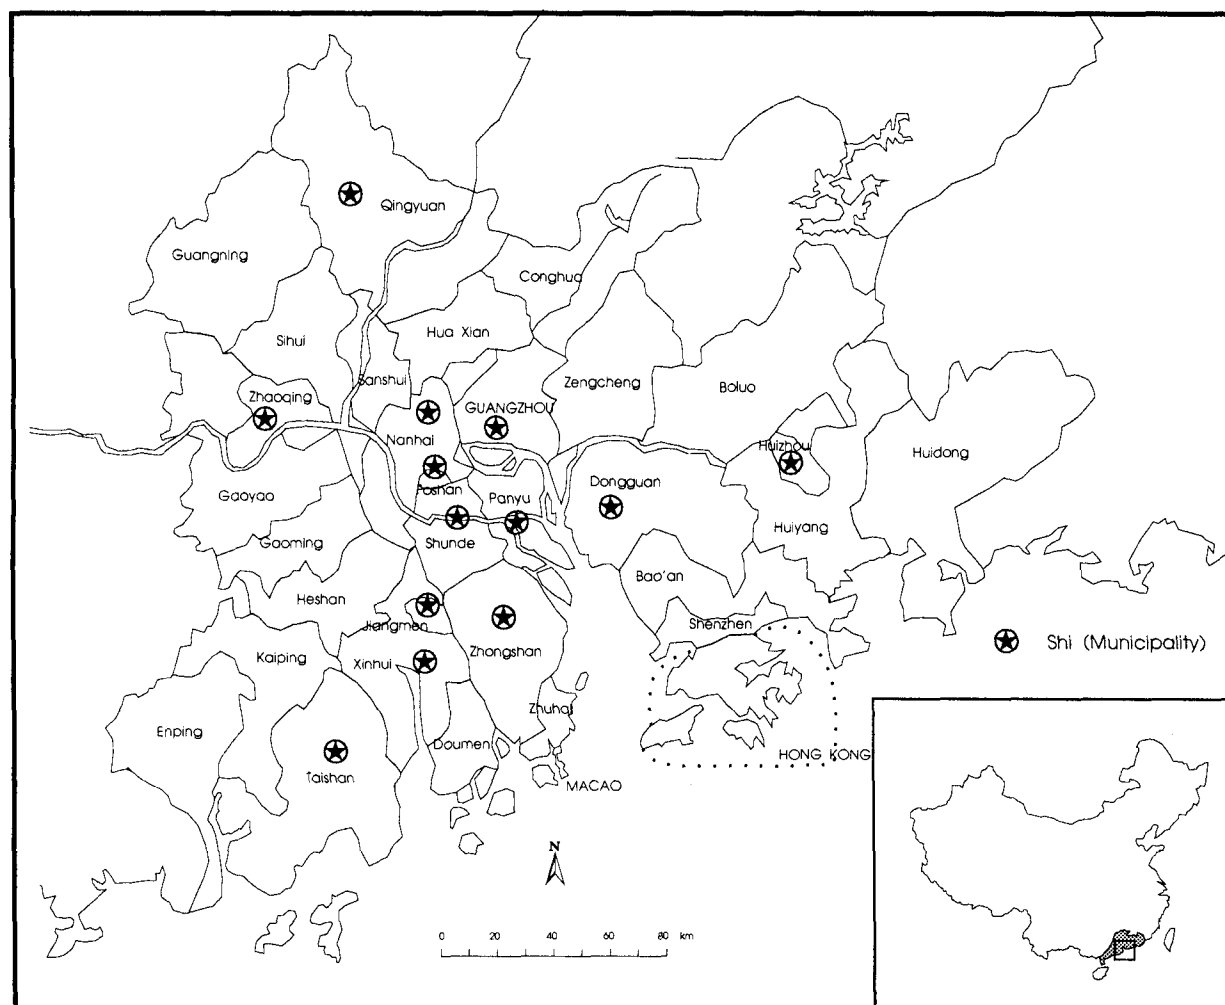 Qingyuan
Guangning
Conghua
Hua Xian
Sihui
Sanshui
Zengcheng
Boluo
Zhaoqing
GUANGZHOU
Nanhai
Huizhou
Huidong
Gaoyao
Foshan
Panyu
Dongguan
Huiyang
Gaoming
Shunde
Bao'an
Heshan
Jiangmen
Shenzhen
Zhongshan
Shi (Municipality)
Kaiping
Xinhui
Zhuhai
Enping
Doumen
HONG KONG
Taishan
MACAO
N
0 20 40 60 80 km